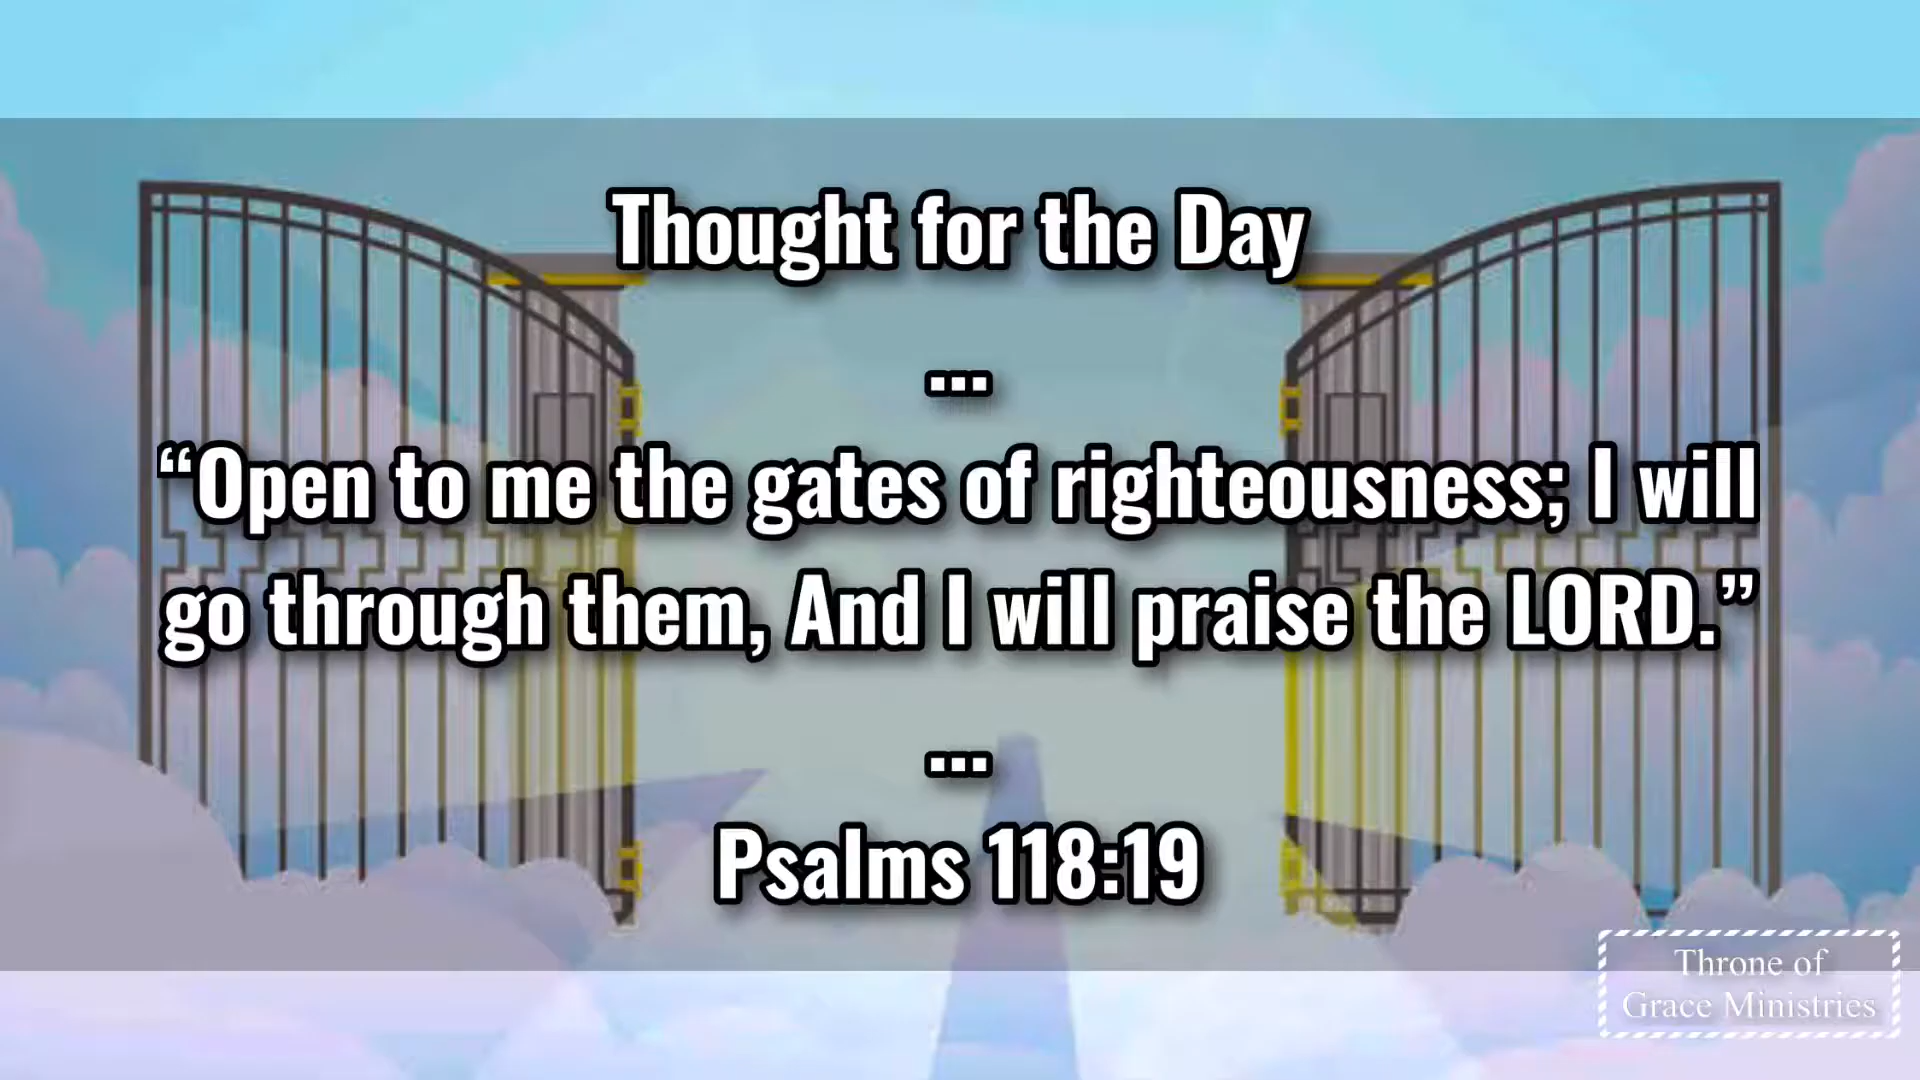 Thought for the Day
...
“Open to me the gates of righteousness; I will
go through them, And I will praise the LORD.”
...
Psalms 118:19
Throne of
Grace Ministries